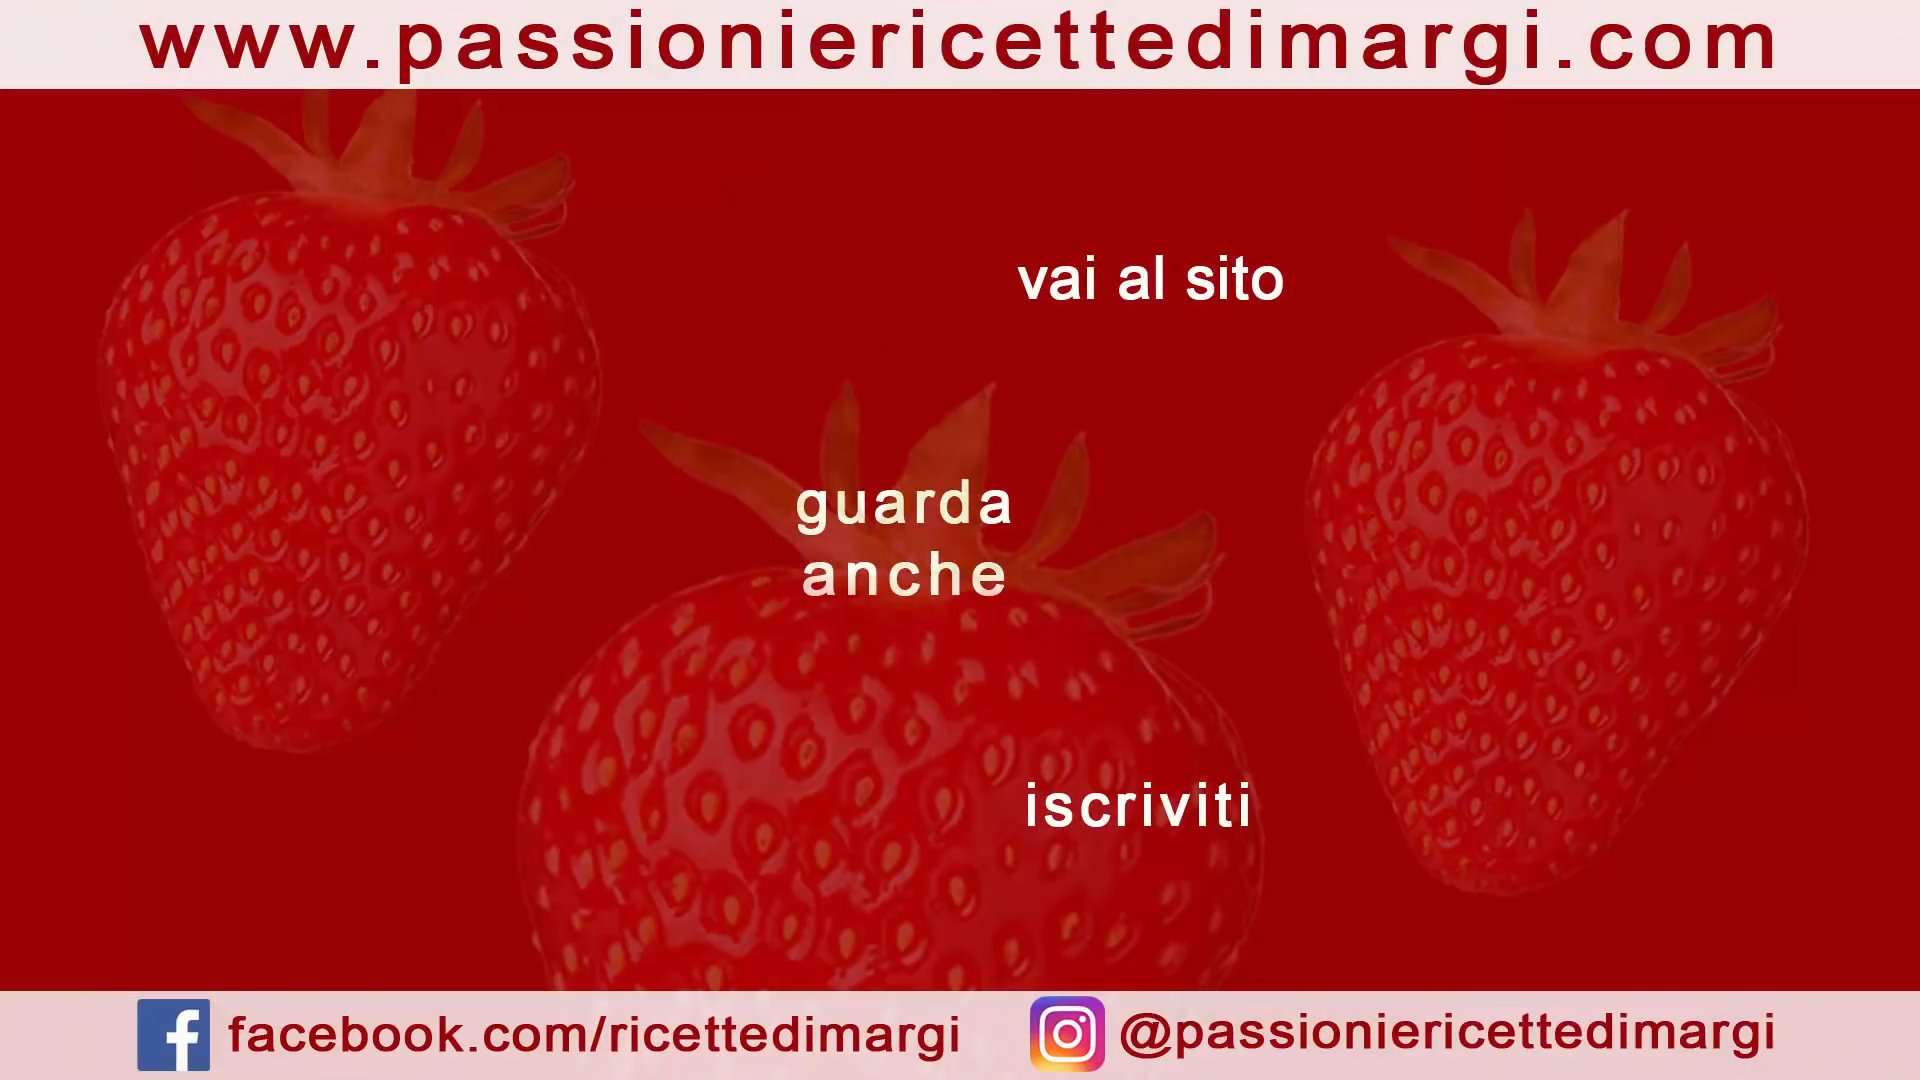 www.passioniericettedimargi.com
vai al sito
guarda
anche
iscriviti
facebook.com/ricettedimargi
@passioniericettedimargi